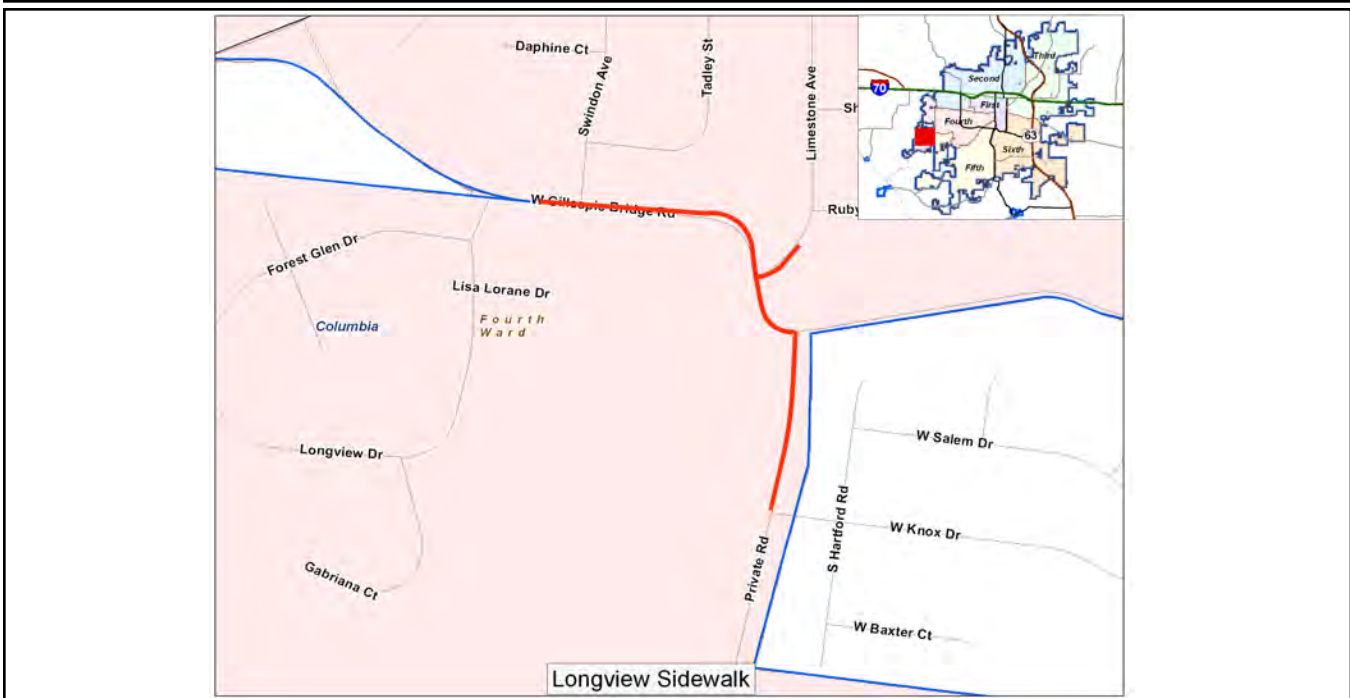 Daphine Ct
Swindon Ave
Tadley St
Limestone Ave
Sh
Third
Second
70
First
Fourth
63
Sixth
Fifth
W Gillespie Bridge Rd
Ruby
Forest Glen Dr
Lisa Lorane Dr
Columbia
Fourth
Ward
Longview Dr
W Salem Dr
S Hartford Rd
W Knox Dr
Gabriana Ct
Private Rd
W Baxter Ct
Longview Sidewalk